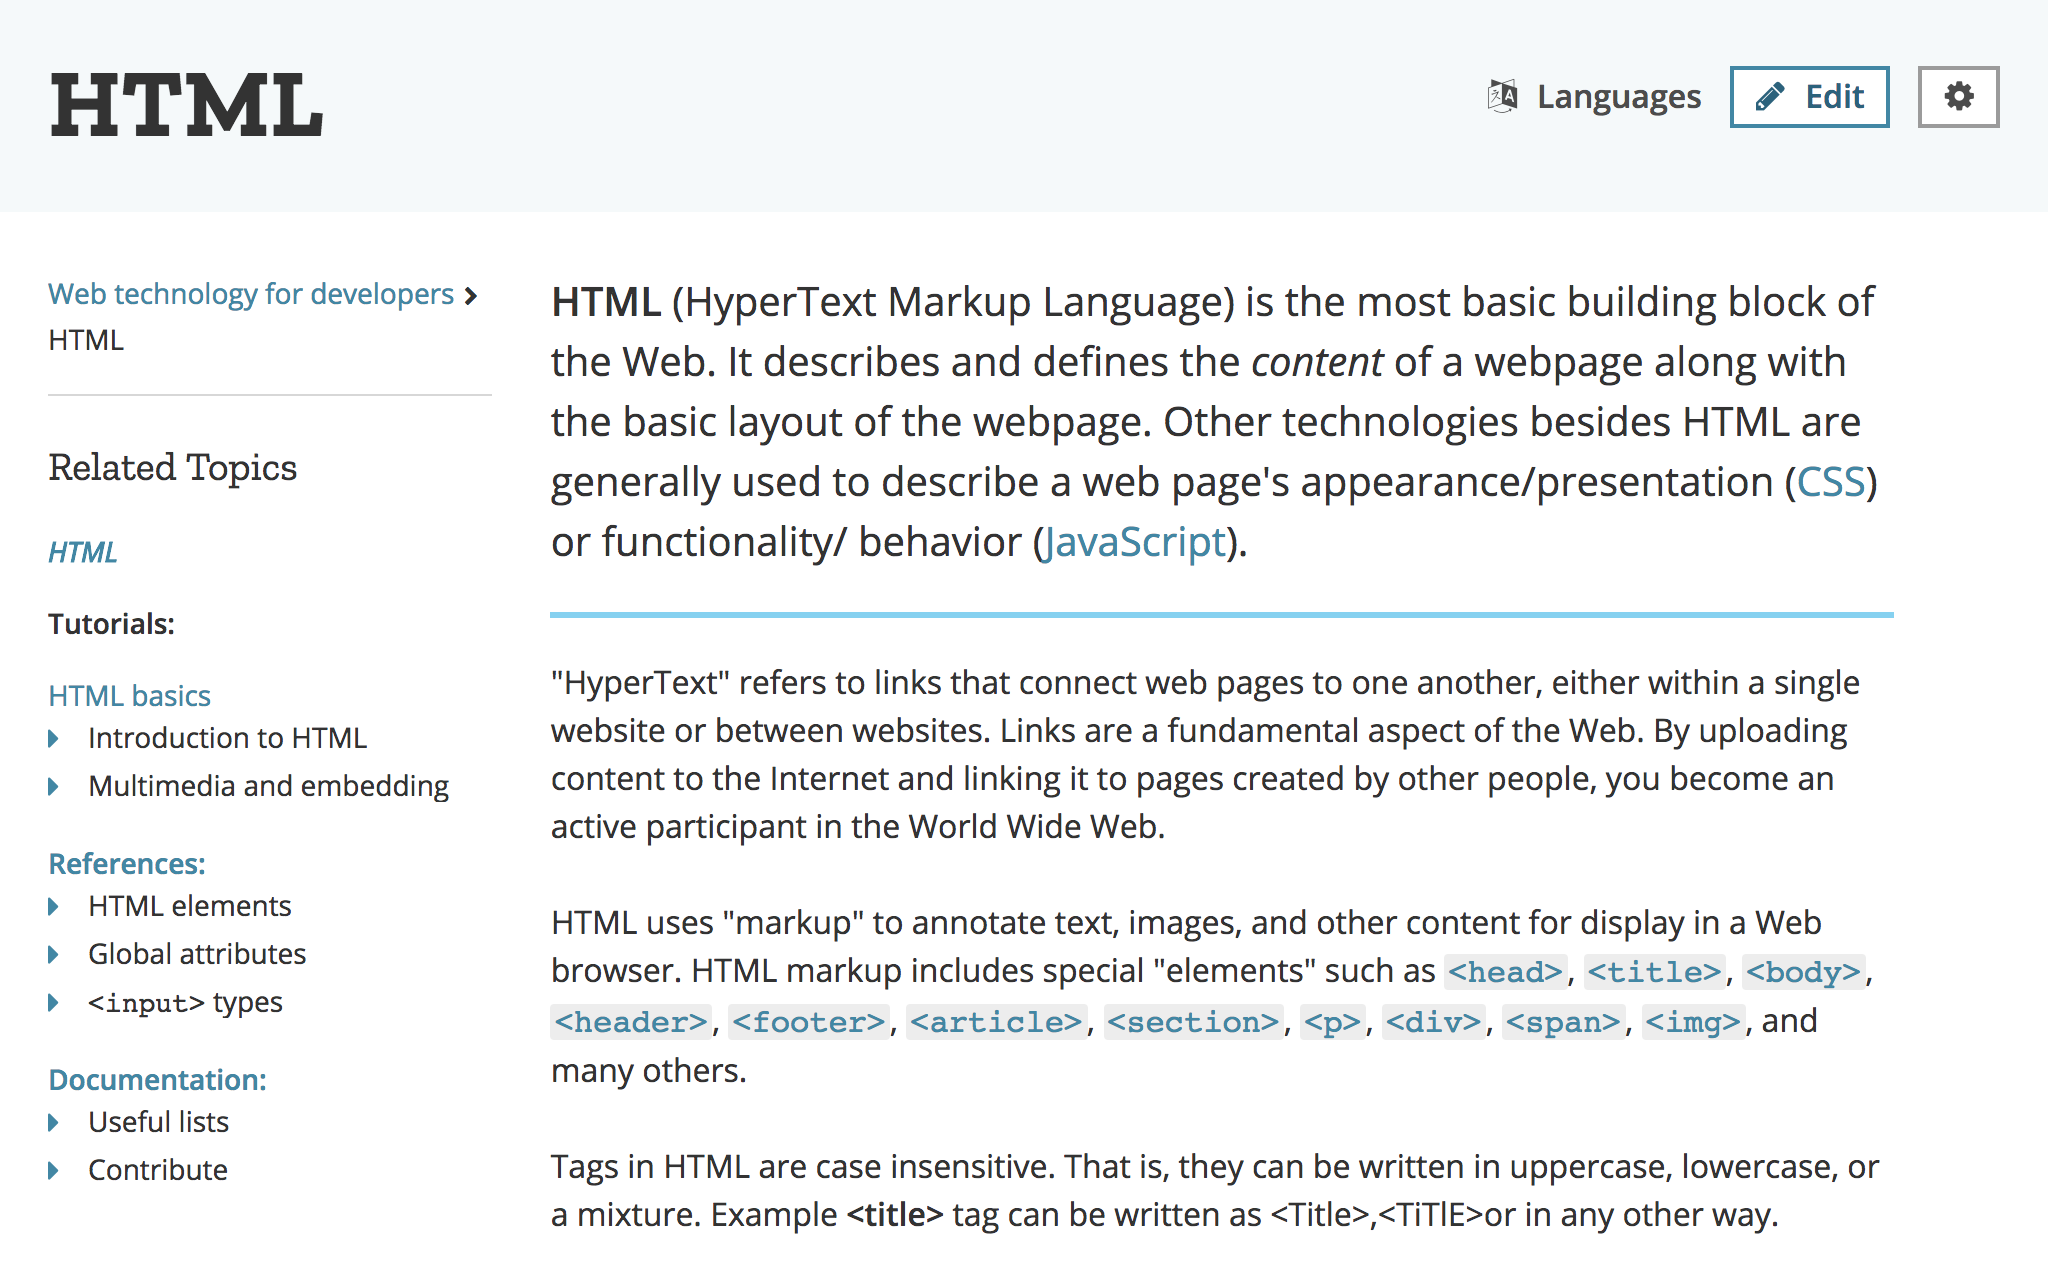 HTML
Languages
Edit
Web technology for developers
HTML
Related Topics
HTML
Tutorials:
HTML basics
Introduction to HTML
Multimedia and embedding
References:
HTML elements
Global attributes
<input> types
Documentation:
Useful lists
Contribute
HTML (HyperText Markup Language) is the most basic building block of
the Web. It describes and defines the content of a webpage along with
the basic layout of the webpage. Other technologies besides HTML are
generally used to describe a web page's appearance/presentation (CSS)
or functionality/ behavior (JavaScript).
"HyperText" refers to links that connect web pages to one another, either within a single
website or between websites. Links are a fundamental aspect of the Web. By uploading
content to the Internet and linking it to pages created by other people, you become an
active participant in the World Wide Web.
HTML uses "markup" to annotate text, images, and other content for display in a Web
browser. HTML markup includes special "elements" such as <head>, <title>, <body>,
<header>, <footer>, <article>, <section>, <p>, <div>, <span>, <img>, and
many others.
Tags in HTML are case insensitive. That is, they can be written in uppercase, lowercase, or
a mixture. Example <title> tag can be written as <Title>,<TiTlE>or in any other way.